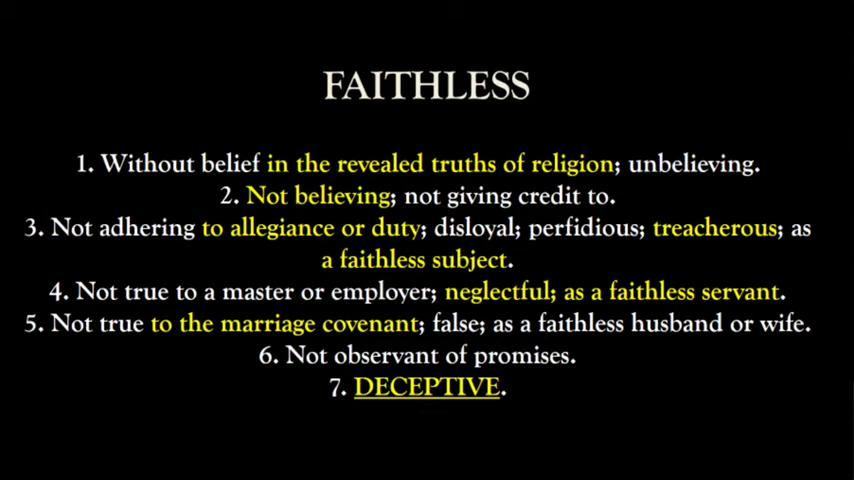 FAITHLESS
1. Without belief in the revealed truths of religion; unbelieving.
2. Not believing; not giving credit to.
3. Not adhering to allegiance or duty; disloyal; perfidious; treacherous; as
a faithless subject.
4. Not true to a master or employer; neglectful; as a faithless servant.
5. Not true to the marriage covenant; false; as a faithless husband or wife.
6. Not observant of promises.
7. DECEPTIVE.